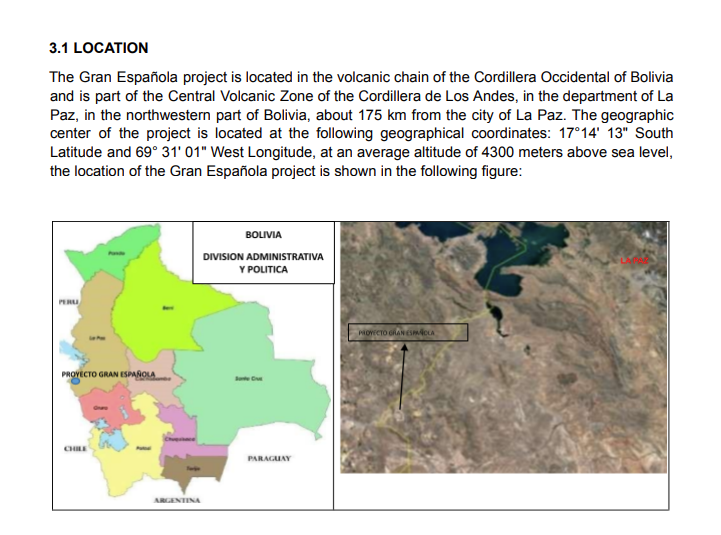 3.1 LOCATION
The Gran Española project is located in the volcanic chain of the Cordillera Occidental of Bolivia
and is part of the Central Volcanic Zone of the Cordillera de Los Andes, in the department of La
Paz, in the northwestern part of Bolivia, about 175 km from the city of La Paz. The geographic
center of the project is located at the following geographical coordinates: 17°14' 13" South
Latitude and 69° 31' 01" West Longitude, at an average altitude of 4300 meters above sea level,
the location of the Gran Española project is shown in the following figure:
BOLIVIA
DIVISION ADMINISTRATIVA
Y POLITICA
Pando
PERU
Beni
La Paz
PROYECTO GRAN ESPAÑOLA
Cochabamba
Santa Cruz
Oruro
Chuquisaca
CHILE
Potosí
PARAGUAY
Tarija
ARGENTINA
LA PAZ
PROYECTO GRAN ESPAÑOLA